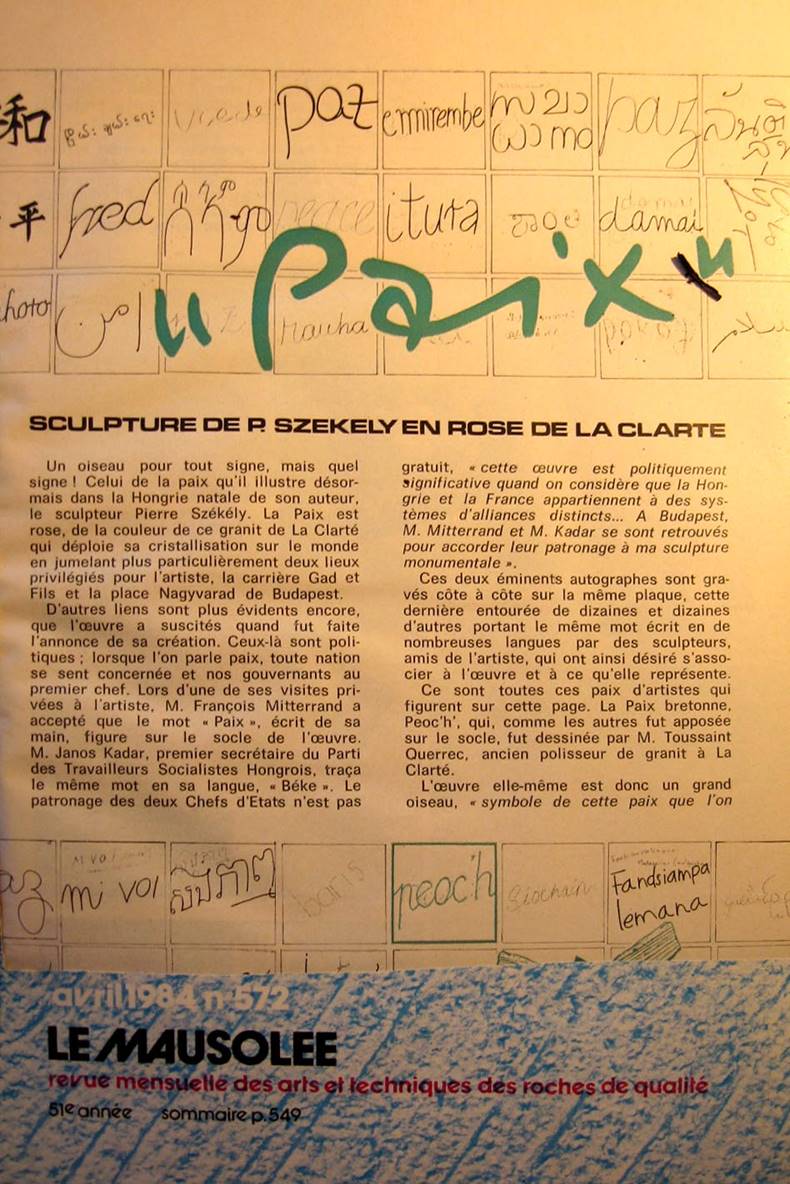 和
paz
emirembe
paz
平
fred
peace
itura
damai
"Paix"
hoto
Maucha
SCULPTURE DE P. SZEKELY EN ROSE DE LA CLARTE
Un oiseau pour tout signe, mais quel
signe ! Celui de la paix qu'il illustre désor-
mais dans la Hongrie natale de son auteur,
le sculpteur Pierre Székély. La Paix est
rose, de la couleur de ce granit de La Clarté
qui déploie sa cristallisation sur le monde
en jumelant plus particulièrement deux lieux
privilégiés pour l'artiste, la carrière Gad et
Fils et la place Nagyvarad de Budapest.
D'autres liens sont plus évidents encore,
que l'œuvre a suscités quand fut faite
l'annonce de sa création. Ceux-là sont poli-
tiques ; lorsque l'on parle paix, toute nation
se sent concernée et nos gouvernants au
premier chef. Lors d'une de ses visites pri-
vées à l'artiste, M. François Mitterrand a
accepté que le mot « Paix », écrit de sa
main, figure sur le socle de l'œuvre.
M. Janos Kadar, premier secrétaire du Parti
des Travailleurs Socialistes Hongrois, traça
le même mot en sa langue, « Béke ». Le
patronage des deux Chefs d'Etats n'est pas
gratuit, « cette œuvre est politiquement
significative quand on considère que la Hon-
grie et la France appartiennent à des sys-
tèmes d'alliances distincts... A Budapest,
M. Mitterrand et M. Kadar se sont retrouvés
pour accorder leur patronage à ma sculpture
monumentale ».
Ces deux éminents autographes sont gra-
vés côte à côte sur la même plaque, cette
dernière entourée de dizaines et dizaines
d'autres portant le même mot écrit en de
nombreuses langues par des sculpteurs,
amis de l'artiste, qui ont ainsi désiré s'asso-
cier à l'œuvre et à ce qu'elle représente.
Ce sont toutes ces paix d'artistes qui
figurent sur cette page. La Paix bretonne,
Peoc'h', qui, comme les autres fut apposée
sur le socle, fut dessinée par M. Toussaint
Querrec, ancien polisseur de granit à La
Clarté.
L'œuvre elle-même est donc un grand
oiseau, « symbole de cette paix que l'on
mi voi
សន្តិភាព
baris
peoc'h
Siochain
Fandsiampa
lemana
avril 1984 n°572
LE MAUSOLEE
revue mensuelle des arts et techniques des roches de qualité
51e année sommaire p.549